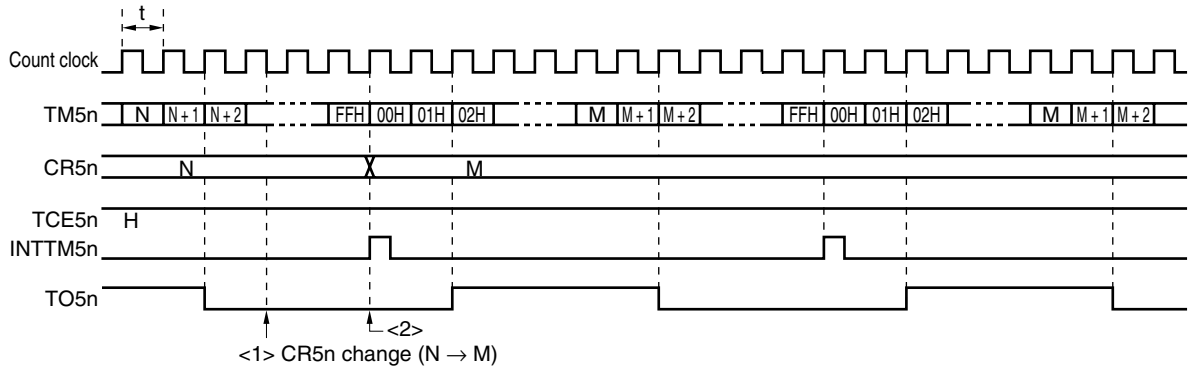 t
Count clock
TM5n N N + 1 N + 2 FFH 00H 01H 02H M M + 1 M + 2 FFH 00H 01H 02H M M + 1 M + 2
CR5n N M
TCE5n H
INTTM5n
TO5n
<2>
<1> CR5n change (N → M)